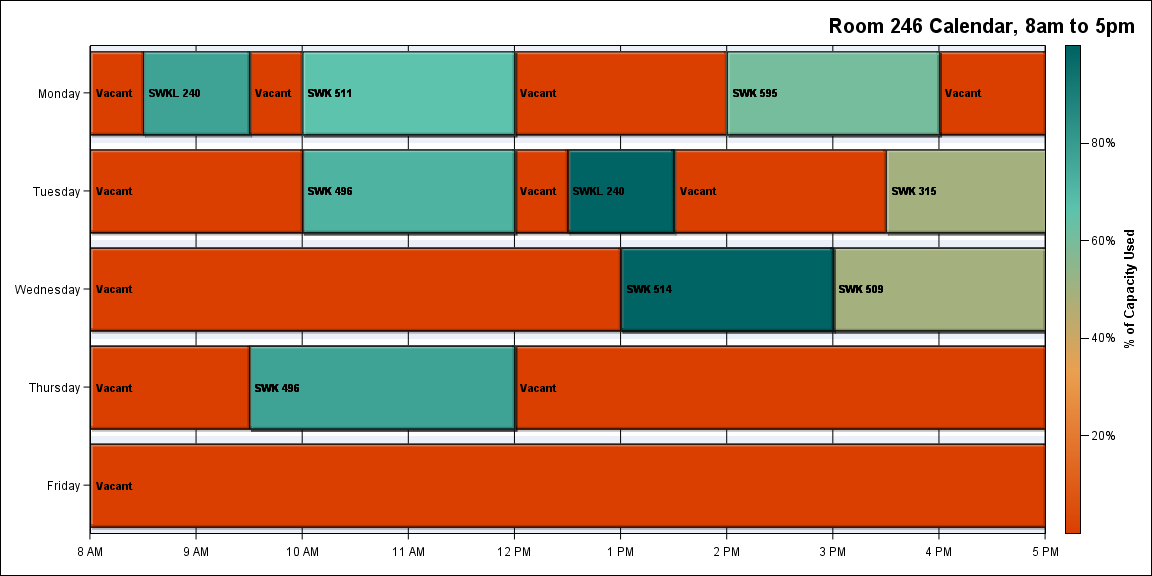 Room 246 Calendar, 8am to 5pm
Monday
Vacant
SWKL 240
Vacant
SWK 511
Vacant
SWK 595
Vacant
Tuesday
Vacant
SWK 496
Vacant
SWKL 240
Vacant
SWK 315
Wednesday
Vacant
SWK 514
SWK 509
Thursday
Vacant
SWK 496
Vacant
Friday
Vacant
8 AM
9 AM
10 AM
11 AM
12 PM
1 PM
2 PM
3 PM
4 PM
5 PM
80%
60%
40%
20%
% of Capacity Used